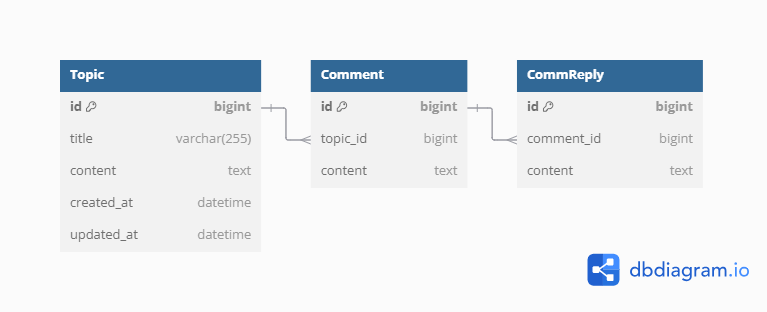 Topic
id bigint
title varchar(255)
content text
created_at datetime
updated_at datetime
Comment
id bigint
topic_id bigint
content text
CommReply
id bigint
comment_id bigint
content text
dbdiagram.io